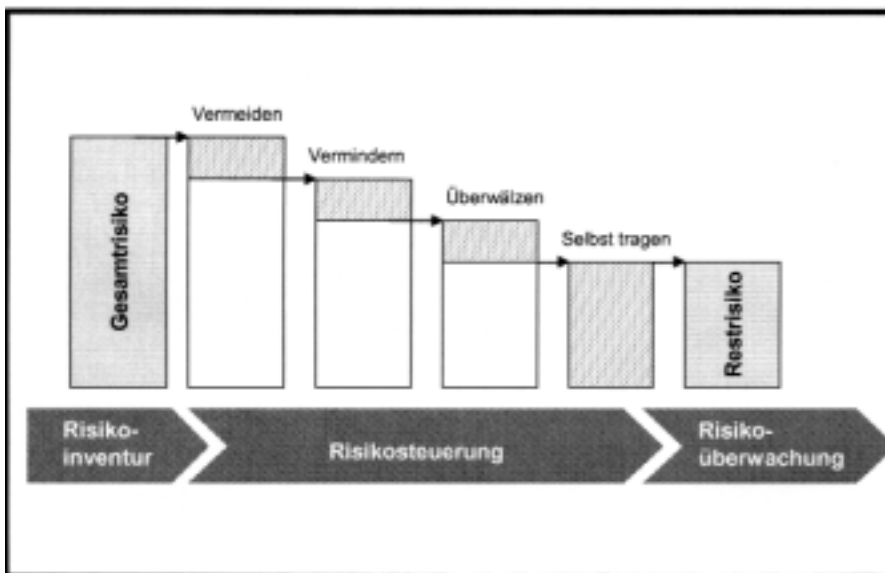 Vermeiden
Vermindern
Überwälzen
Selbst tragen
Gesamtrisiko
Restrisiko
Risiko-
inventur
Risikosteuerung
Risiko-
überwachung